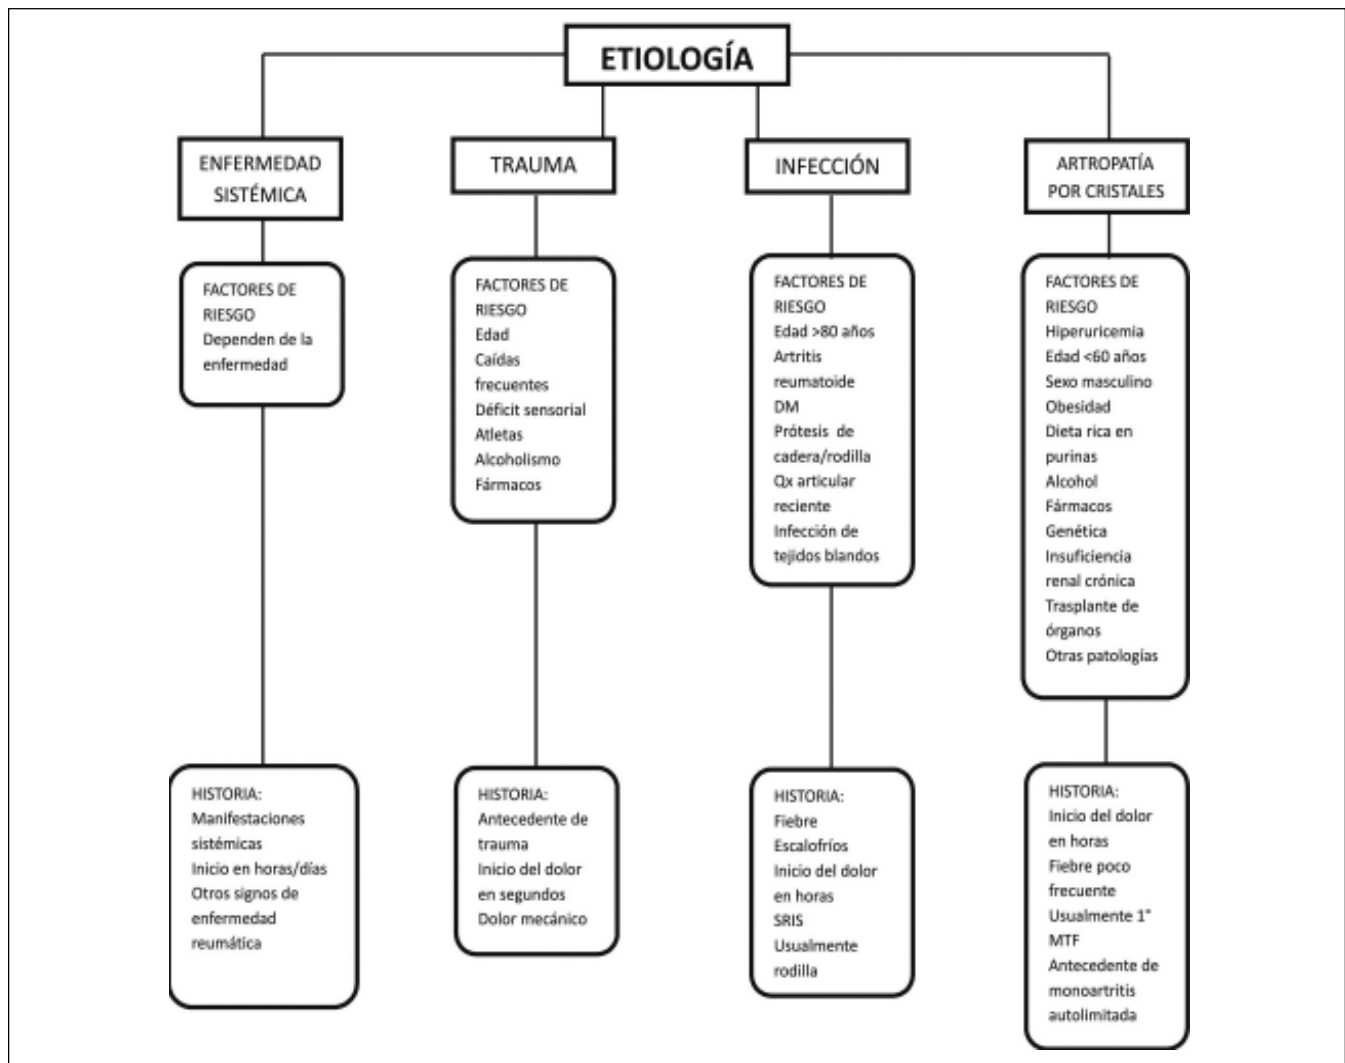 ETIOLOGÍA
ENFERMEDAD
SISTÉMICA
FACTORES DE
RIESGO
Dependen de la
enfermedad
HISTORIA:
Manifestaciones
sistémicas
Inicio en horas/días
Otros signos de
enfermedad
reumática
TRAUMA
FACTORES DE
RIESGO
Edad
Caídas
frecuentes
Déficit sensorial
Atletas
Alcoholismo
Fármacos
HISTORIA:
Antecedente de
trauma
Inicio del dolor
en segundos
Dolor mecánico
INFECCIÓN
FACTORES DE
RIESGO
Edad >80 años
Artritis
reumatoide
DM
Prótesis de
cadera/rodilla
Qx articular
reciente
Infección de
tejidos blandos
HISTORIA:
Fiebre
Escalofríos
Inicio del dolor
en horas
SRIS
Usualmente
rodilla
ARTROPATÍA
POR CRISTALES
FACTORES DE
RIESGO
Hiperuricemia
Edad <60 años
Sexo masculino
Obesidad
Dieta rica en
purinas
Alcohol
Fármacos
Genética
Insuficiencia
renal crónica
Trasplante de
órganos
Otras patologías
HISTORIA:
Inicio del dolor
en horas
Fiebre poco
frecuente
Usualmente 1°
MTF
Antecedente de
monoartritis
autolimitada